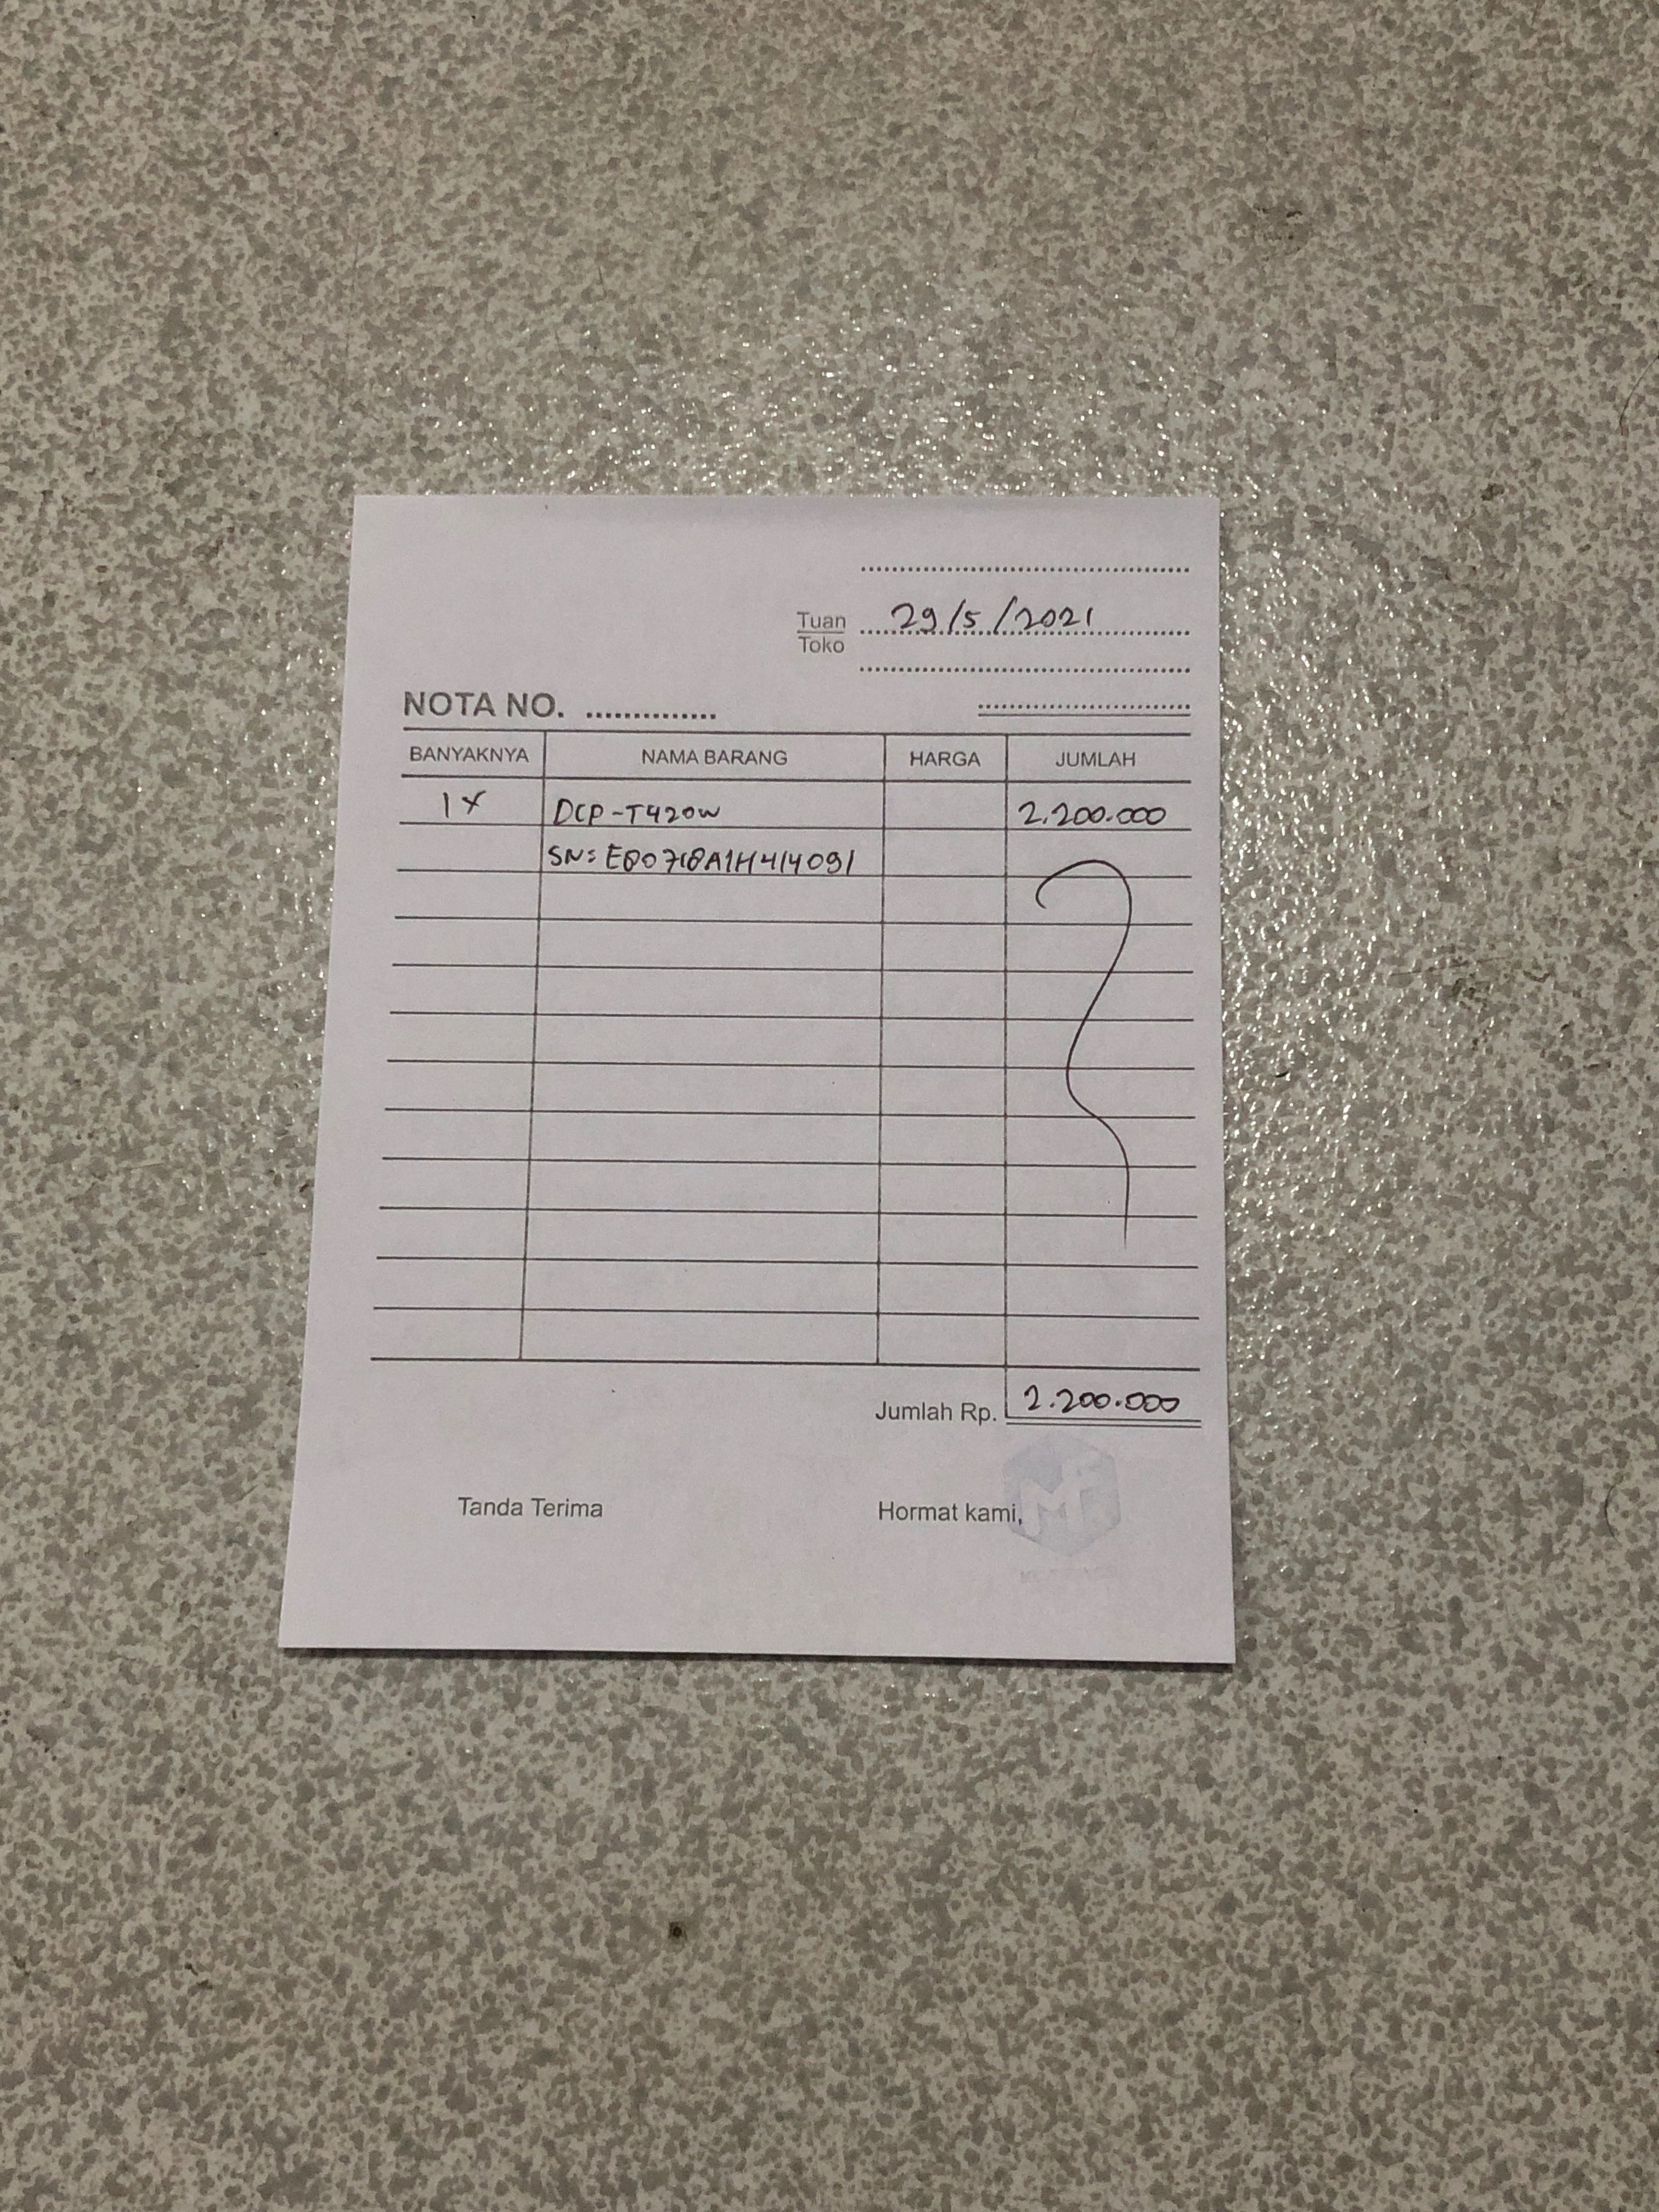 Tuan 29/5/2021
Toko
NOTA NO. ..............
BANYAKNYA NAMA BARANG HARGA JUMLAH
1x DCP-T420W 2.200.000
SN: E80718A1H414091
Jumlah Rp. 2.200.000
Tanda Terima Hormat kami,